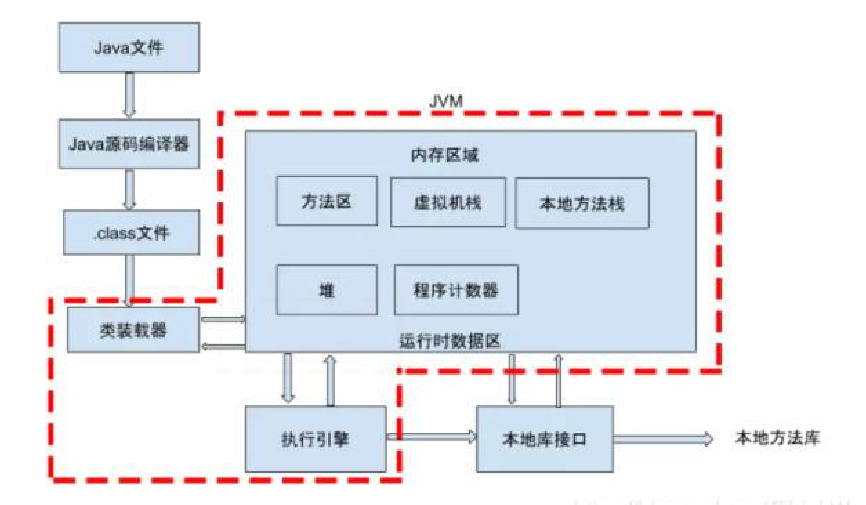 Java文件
JVM
Java源码编译器
内存区域
方法区
虚拟机栈
本地方法栈
.class文件
堆
程序计数器
类装载器
运行时数据区
执行引擎
本地库接口
本地方法库